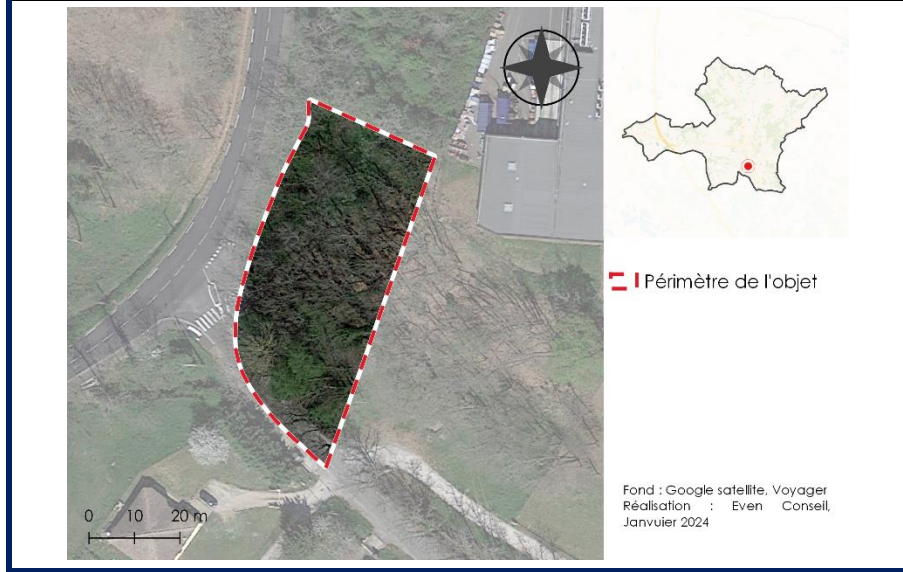 Périmètre de l'objet
0 10 20 m
Fond : Google satellite, Voyager
Réalisation : Even Conseil,
Janvuier 2024